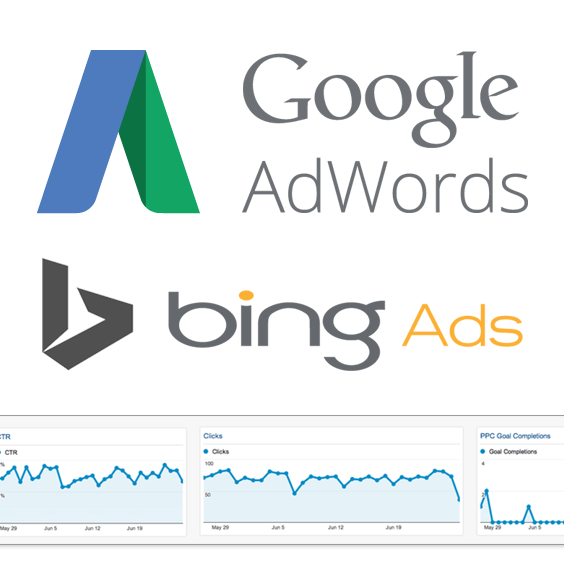 Google
AdWords
bing Ads
CTR
CTR
%
%
May 29 Jun 5 Jun 12 Jun 19
Clicks
Clicks
100
50
May 29 Jun 5 Jun 12 Jun 19
PPC Goal Completions
Goal Completions
4
2
May 29 Jun 5